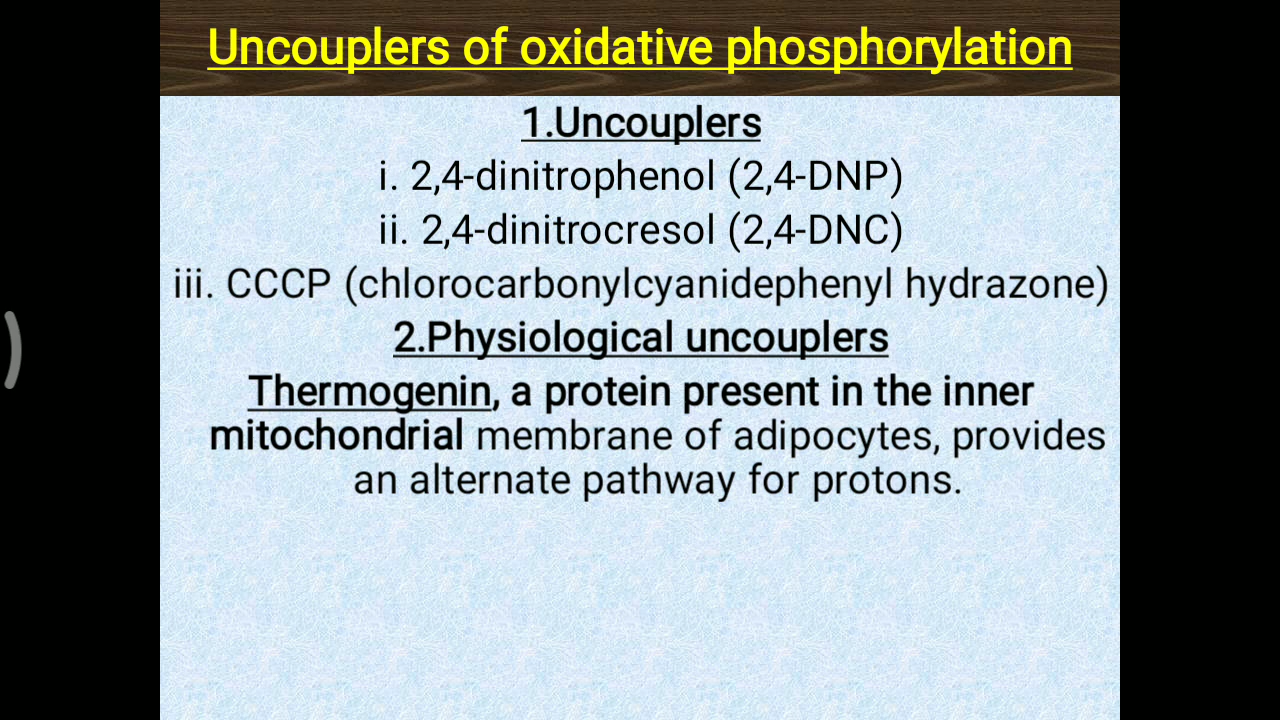 Uncouplers of oxidative phosphorylation
1.Uncouplers
i. 2,4-dinitrophenol (2,4-DNP)
ii. 2,4-dinitrocresol (2,4-DNC)
iii. CCCP (chlorocarbonylcyanidephenyl hydrazone)
2.Physiological uncouplers
Thermogenin, a protein present in the inner
mitochondrial membrane of adipocytes, provides
an alternate pathway for protons.